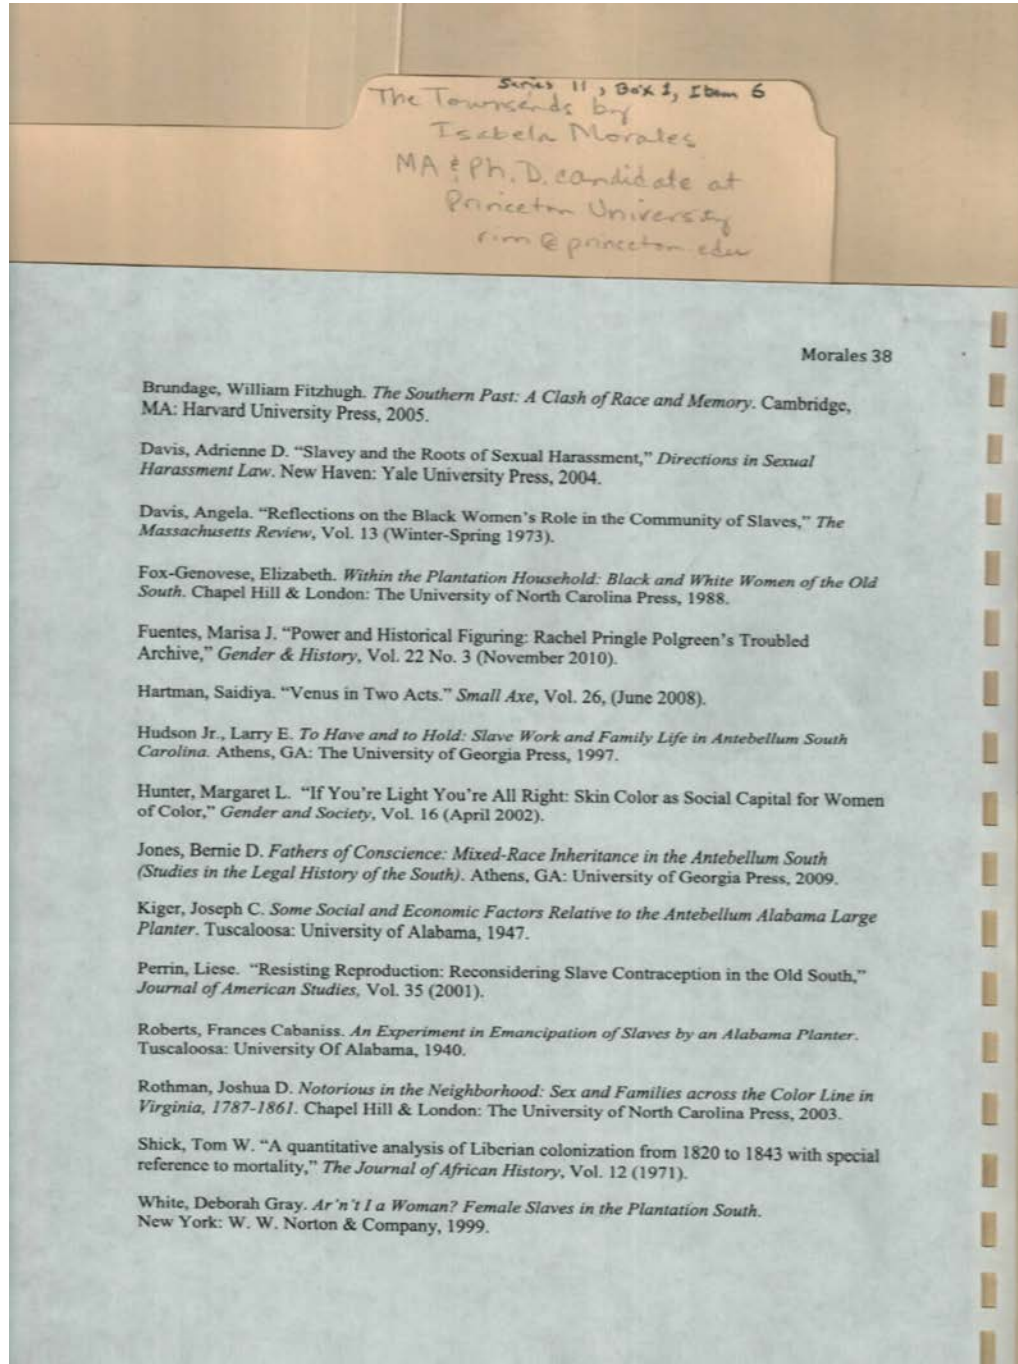 Series 11, Box 1, Item 6
The Townsends by
Isabela Morales
MA & Ph.D. candidate at
Princeton University
rim@princeton.edu
Morales 38
Brundage, William Fitzhugh. The Southern Past: A Clash of Race and Memory. Cambridge,
MA: Harvard University Press, 2005.
Davis, Adrienne D. “Slavey and the Roots of Sexual Harassment,” Directions in Sexual
Harassment Law. New Haven: Yale University Press, 2004.
Davis, Angela. “Reflections on the Black Women’s Role in the Community of Slaves,” The
Massachusetts Review, Vol. 13 (Winter-Spring 1973).
Fox-Genovese, Elizabeth. Within the Plantation Household: Black and White Women of the Old
South. Chapel Hill & London: The University of North Carolina Press, 1988.
Fuentes, Marisa J. “Power and Historical Figuring: Rachel Pringle Polgreen’s Troubled
Archive,” Gender & History, Vol. 22 No. 3 (November 2010).
Hartman, Saidiya. “Venus in Two Acts.” Small Axe, Vol. 26, (June 2008).
Hudson Jr., Larry E. To Have and to Hold: Slave Work and Family Life in Antebellum South
Carolina. Athens, GA: The University of Georgia Press, 1997.
Hunter, Margaret L. “If You’re Light You’re All Right: Skin Color as Social Capital for Women
of Color,” Gender and Society, Vol. 16 (April 2002).
Jones, Bernie D. Fathers of Conscience: Mixed-Race Inheritance in the Antebellum South
(Studies in the Legal History of the South). Athens, GA: University of Georgia Press, 2009.
Kiger, Joseph C. Some Social and Economic Factors Relative to the Antebellum Alabama Large
Planter. Tuscaloosa: University of Alabama, 1947.
Perrin, Liese. “Resisting Reproduction: Reconsidering Slave Contraception in the Old South,”
Journal of American Studies, Vol. 35 (2001).
Roberts, Frances Cabaniss. An Experiment in Emancipation of Slaves by an Alabama Planter.
Tuscaloosa: University Of Alabama, 1940.
Rothman, Joshua D. Notorious in the Neighborhood: Sex and Families across the Color Line in
Virginia, 1787-1861. Chapel Hill & London: The University of North Carolina Press, 2003.
Shick, Tom W. “A quantitative analysis of Liberian colonization from 1820 to 1843 with special
reference to mortality,” The Journal of African History, Vol. 12 (1971).
White, Deborah Gray. Ar’n’t I a Woman? Female Slaves in the Plantation South.
New York: W. W. Norton & Company, 1999.